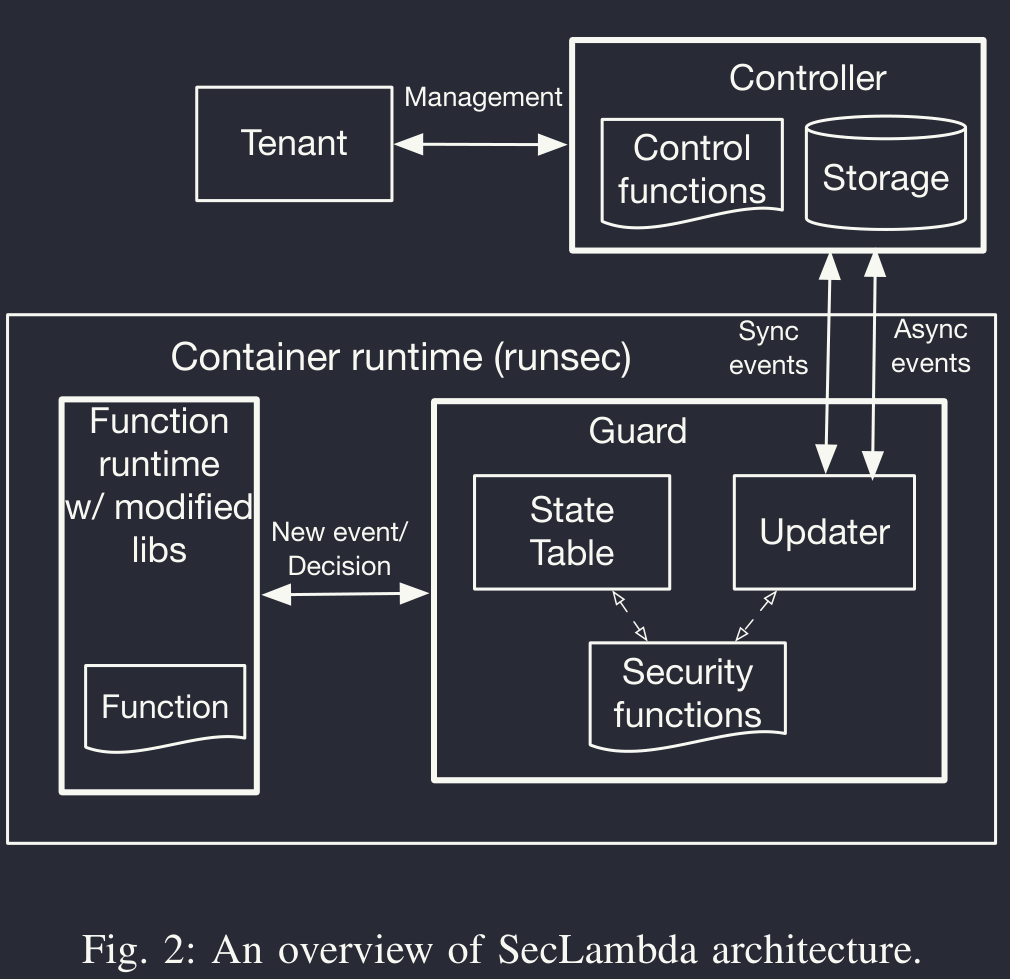 Controller
Management
Tenant
Control
functions
Storage
Sync
events
Async
events
Container runtime (runsec)
Function
runtime
w/ modified
libs
Guard
New event/
Decision
State
Table
Updater
Security
functions
Function
Fig. 2: An overview of SecLambda architecture.